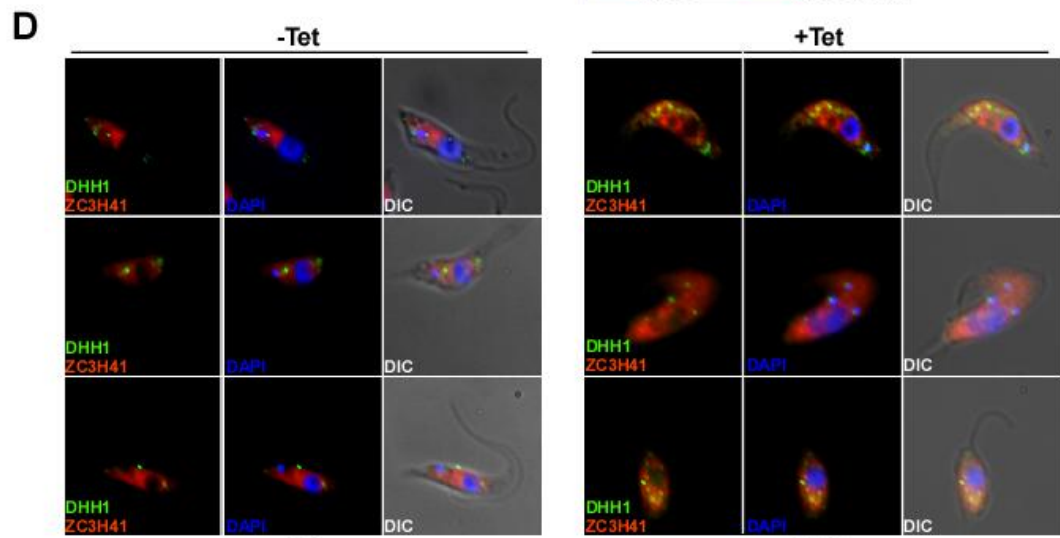 D
-Tet
+Tet
DHH1
ZC3H41
DAPI
DIC
DHH1
ZC3H41
DAPI
DIC
DHH1
ZC3H41
DAPI
DIC
DHH1
ZC3H41
DAPI
DIC
DHH1
ZC3H41
DAPI
DIC
DHH1
ZC3H41
DAPI
DIC